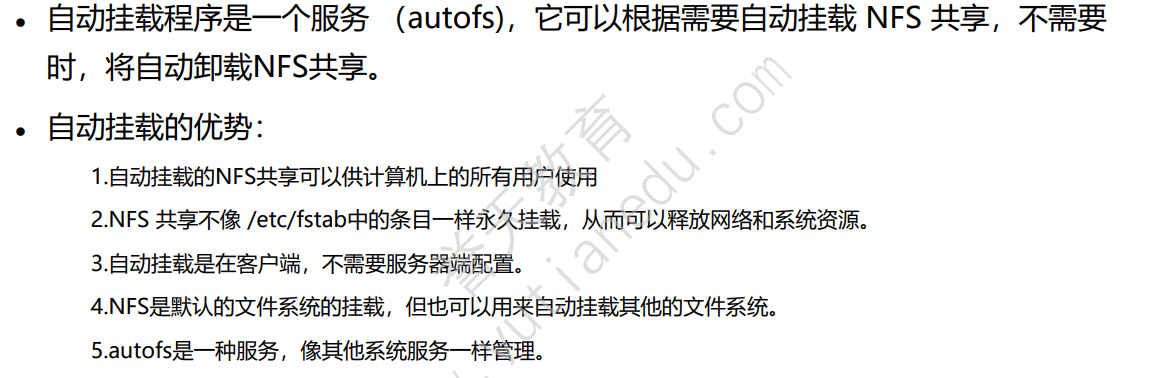 • 自动挂载程序是一个服务 （autofs)，它可以根据需要自动挂载 NFS 共享，不需要
时，将自动卸载NFS共享。
• 自动挂载的优势：
1.自动挂载的NFS共享可以供计算机上的所有用户使用
2.NFS 共享不像 /etc/fstab中的条目一样永久挂载，从而可以释放网络和系统资源。
3.自动挂载是在客户端，不需要服务器端配置。
4.NFS是默认的文件系统的挂载，但也可以用来自动挂载其他的文件系统。
5.autofs是一种服务，像其他系统服务一样管理。
誉天教育
.yutianedu.com